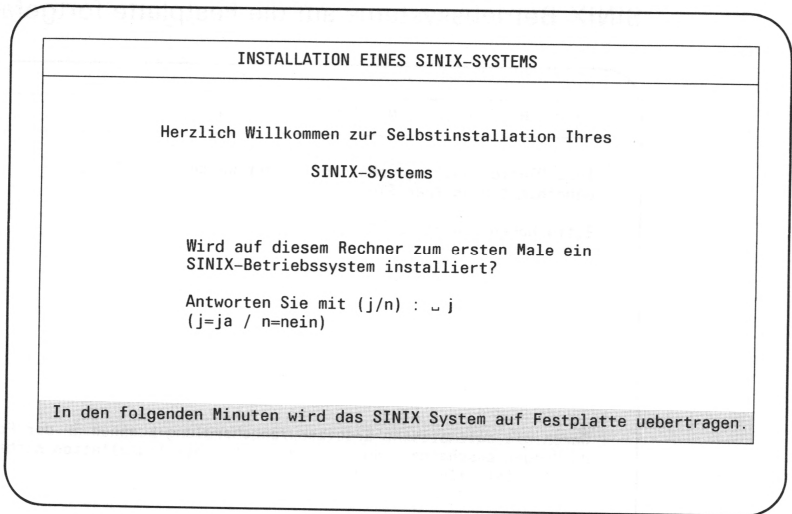 INSTALLATION EINES SINIX–SYSTEMS
Herzlich Willkommen zur Selbstinstallation Ihres
SINIX–Systems
Wird auf diesem Rechner zum ersten Male ein
SINIX–Betriebssystem installiert?
Antworten Sie mit (j/n) : ␣ j
(j=ja / n=nein)
In den folgenden Minuten wird das SINIX System auf Festplatte uebertragen.